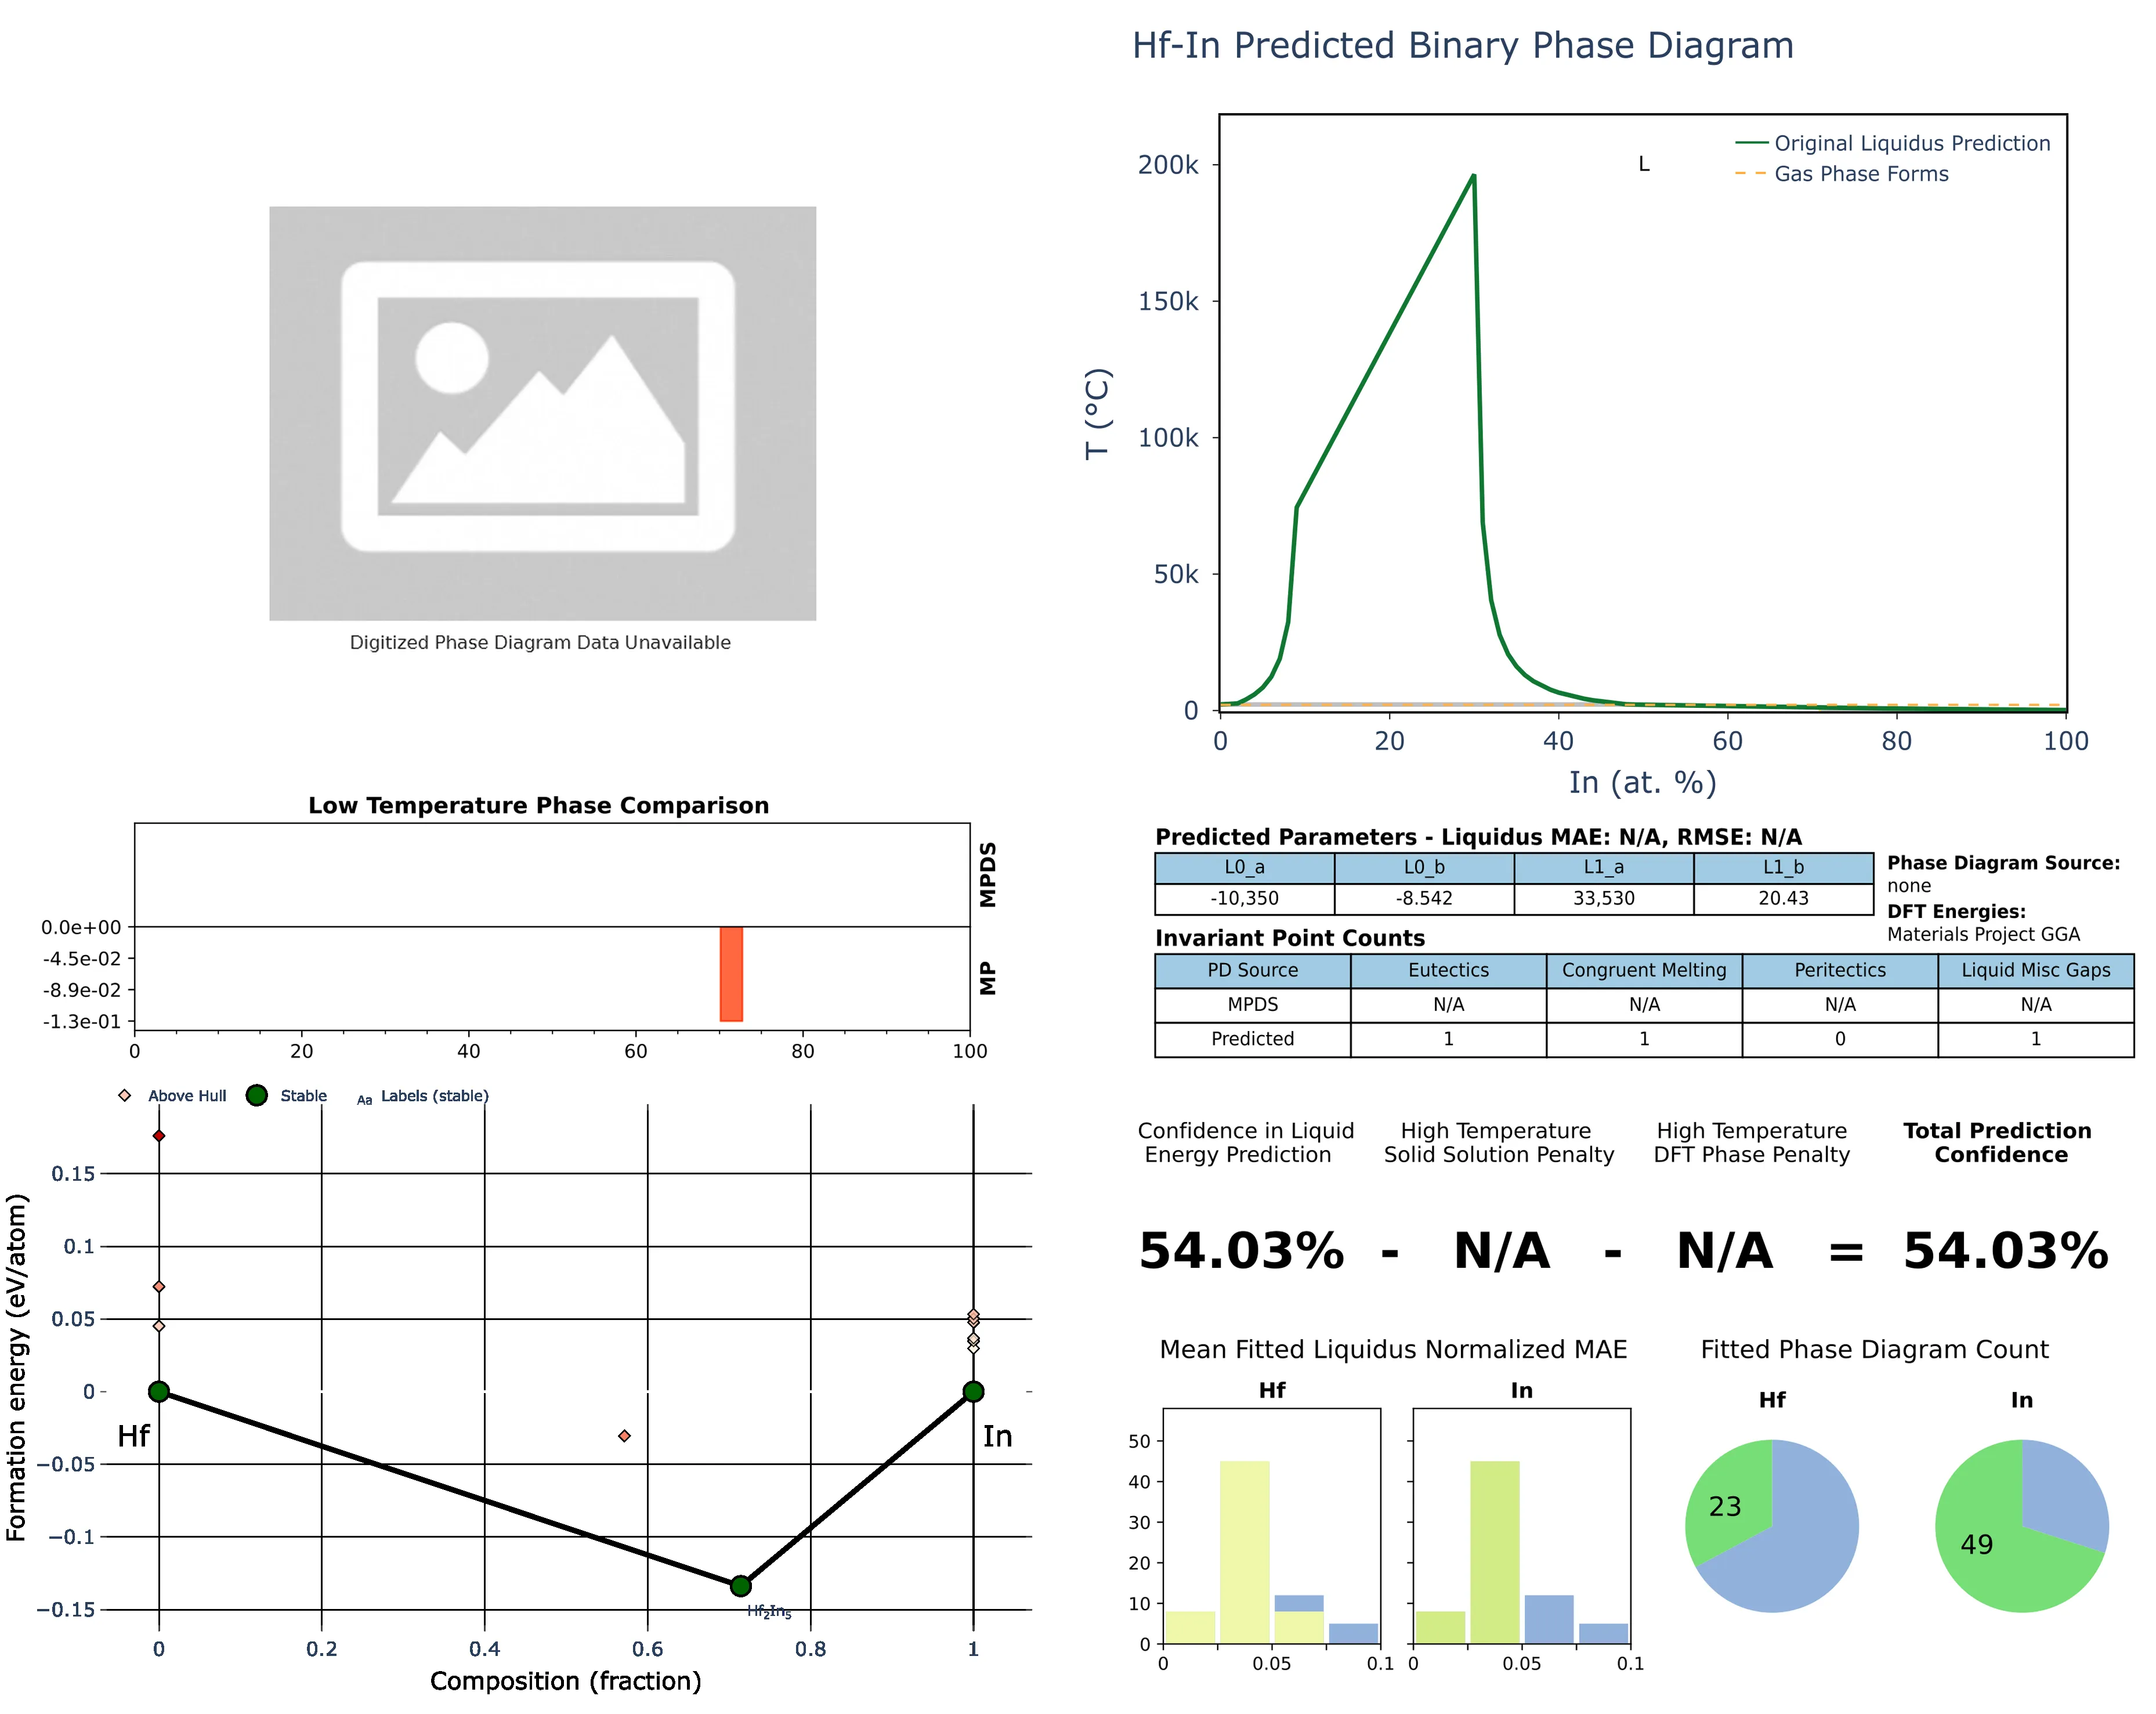 Hf-In Predicted Binary Phase Diagram
Digitized Phase Diagram Data Unavailable
Original Liquidus Prediction
Gas Phase Forms
L
200k
150k
100k
50k
0
T (°C)
0 20 40 60 80 100
In (at. %)
Low Temperature Phase Comparison
MPDS
MP
0.0e+00
-4.5e-02
-8.9e-02
-1.3e-01
0 20 40 60 80 100
Predicted Parameters - Liquidus MAE: N/A, RMSE: N/A
L0_a L0_b L1_a L1_b
-10,350 -8.542 33,530 20.43
Phase Diagram Source:
none
DFT Energies:
Materials Project GGA
Invariant Point Counts
PD Source Eutectics Congruent Melting Peritectics Liquid Misc Gaps
MPDS N/A N/A N/A N/A
Predicted 1 1 0 1
Above Hull Stable Aa Labels (stable)
0.15
0.1
0.05
0
−0.05
−0.1
−0.15
Formation energy (eV/atom)
Hf
In
Hf₂In₅
0 0.2 0.4 0.6 0.8 1
Composition (fraction)
Confidence in Liquid
Energy Prediction
High Temperature
Solid Solution Penalty
High Temperature
DFT Phase Penalty
Total Prediction
Confidence
54.03% - N/A - N/A = 54.03%
Mean Fitted Liquidus Normalized MAE
Hf In
50
40
30
20
10
0
0 0.05 0.1 0 0.05 0.1
Fitted Phase Diagram Count
Hf In
23
49